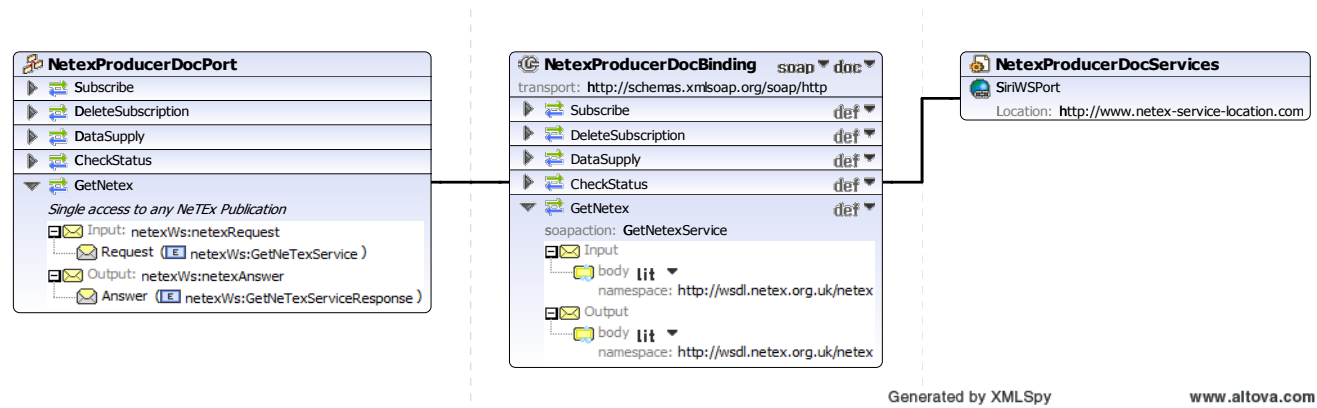 NetexProducerDocPort
Subscribe
DeleteSubscription
DataSupply
CheckStatus
GetNetex
Single access to any NeTEx Publication
Input: netexWs:netexRequest
Request (E netexWs:GetNeTexService )
Output: netexWs:netexAnswer
Answer (E netexWs:GetNeTexServiceResponse )
NetexProducerDocBinding soap doc
transport: http://schemas.xmlsoap.org/soap/http
Subscribe def
DeleteSubscription def
DataSupply def
CheckStatus def
GetNetex def
soapaction: GetNetexService
Input
body lit
namespace: http://wsdl.netex.org.uk/netex
Output
body lit
namespace: http://wsdl.netex.org.uk/netex
NetexProducerDocServices
SiriWSPort
Location: http://www.netex-service-location.com
Generated by XMLSpy www.altova.com